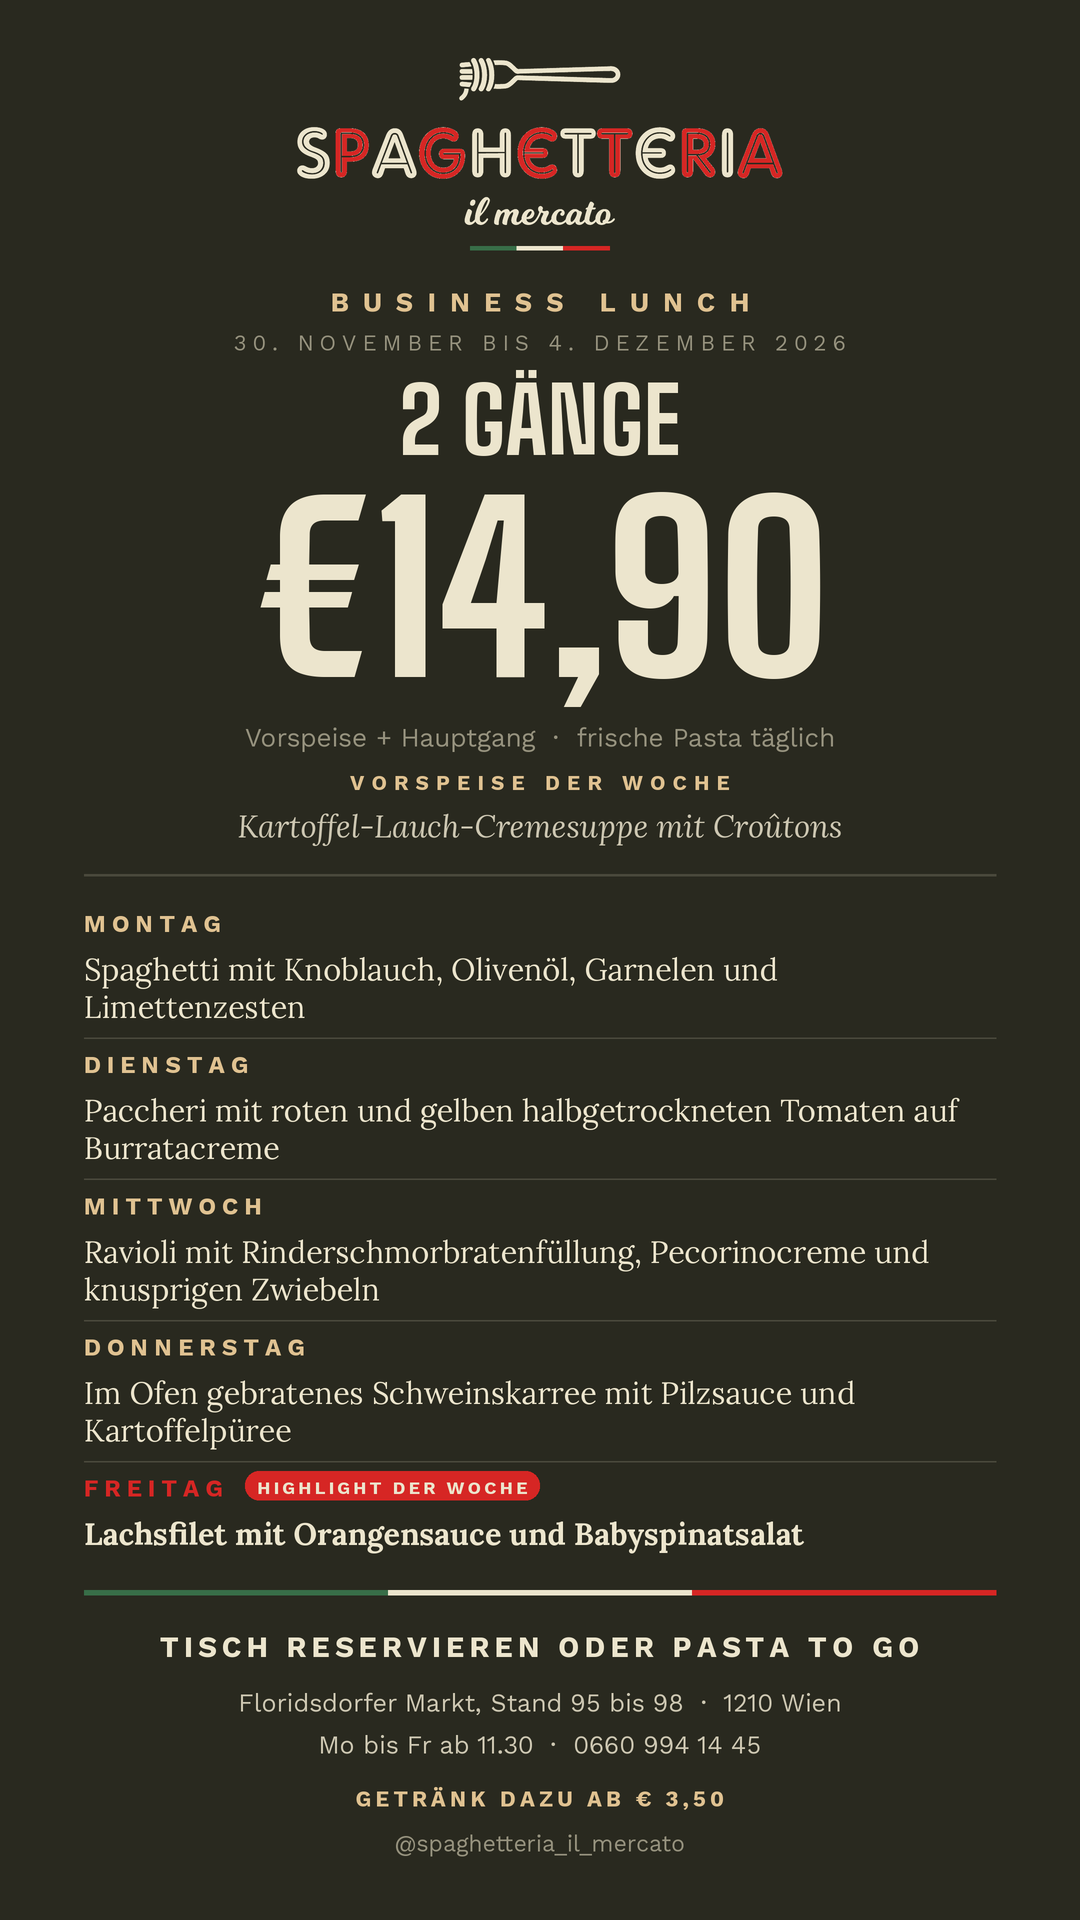 SPAGHETTERIA
il mercato
BUSINESS LUNCH
30. NOVEMBER BIS 4. DEZEMBER 2026
2 GÄNGE
€14,90
Vorspeise + Hauptgang · frische Pasta täglich
VORSPEISE DER WOCHE
Kartoffel-Lauch-Cremesuppe mit Croûtons
MONTAG
Spaghetti mit Knoblauch, Olivenöl, Garnelen und
Limettenzesten
DIENSTAG
Paccheri mit roten und gelben halbgetrockneten Tomaten auf
Burratacreme
MITTWOCH
Ravioli mit Rinderschmorbratenfüllung, Pecorinocreme und
knusprigen Zwiebeln
DONNERSTAG
Im Ofen gebratenes Schweinskarree mit Pilzsauce und
Kartoffelpüree
FREITAG HIGHLIGHT DER WOCHE
Lachsfilet mit Orangensauce und Babyspinatsalat
TISCH RESERVIEREN ODER PASTA TO GO
Floridsdorfer Markt, Stand 95 bis 98 · 1210 Wien
Mo bis Fr ab 11.30 · 0660 994 14 45
GETRÄNK DAZU AB € 3,50
@spaghetteria_il_mercato